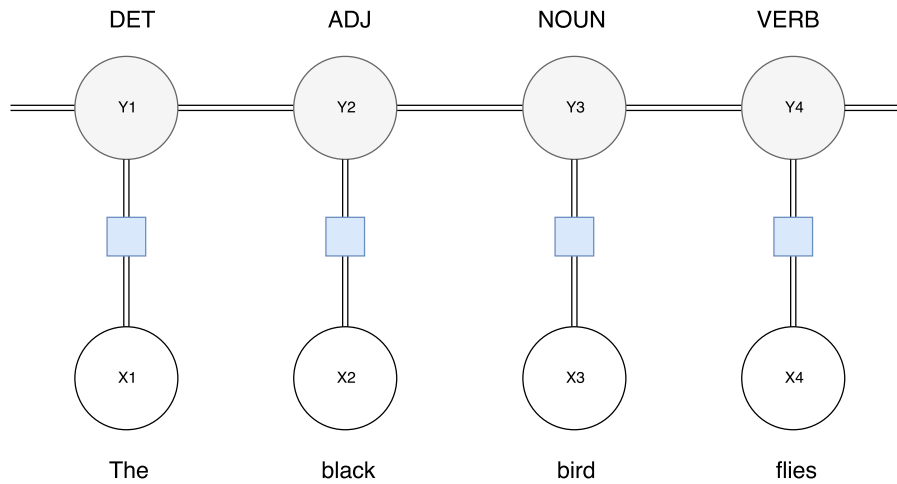 DET ADJ NOUN VERB
Y1 Y2 Y3 Y4
X1 X2 X3 X4
The black bird flies